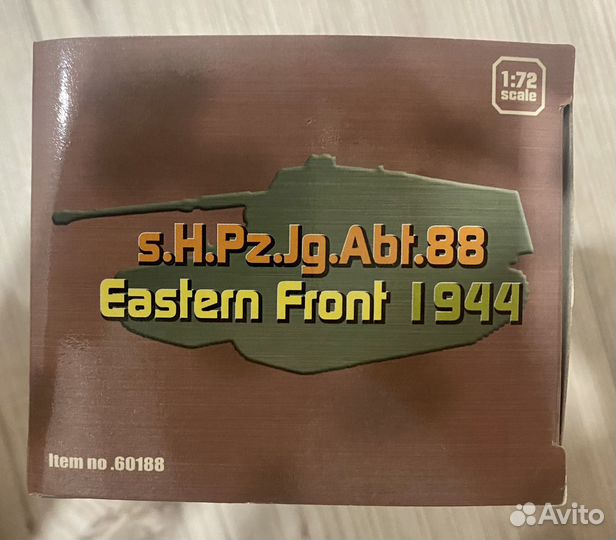 1:72
scale
s.H.Pz.Jg.Abt.88
Eastern Front 1944
Item no .60188
Avito